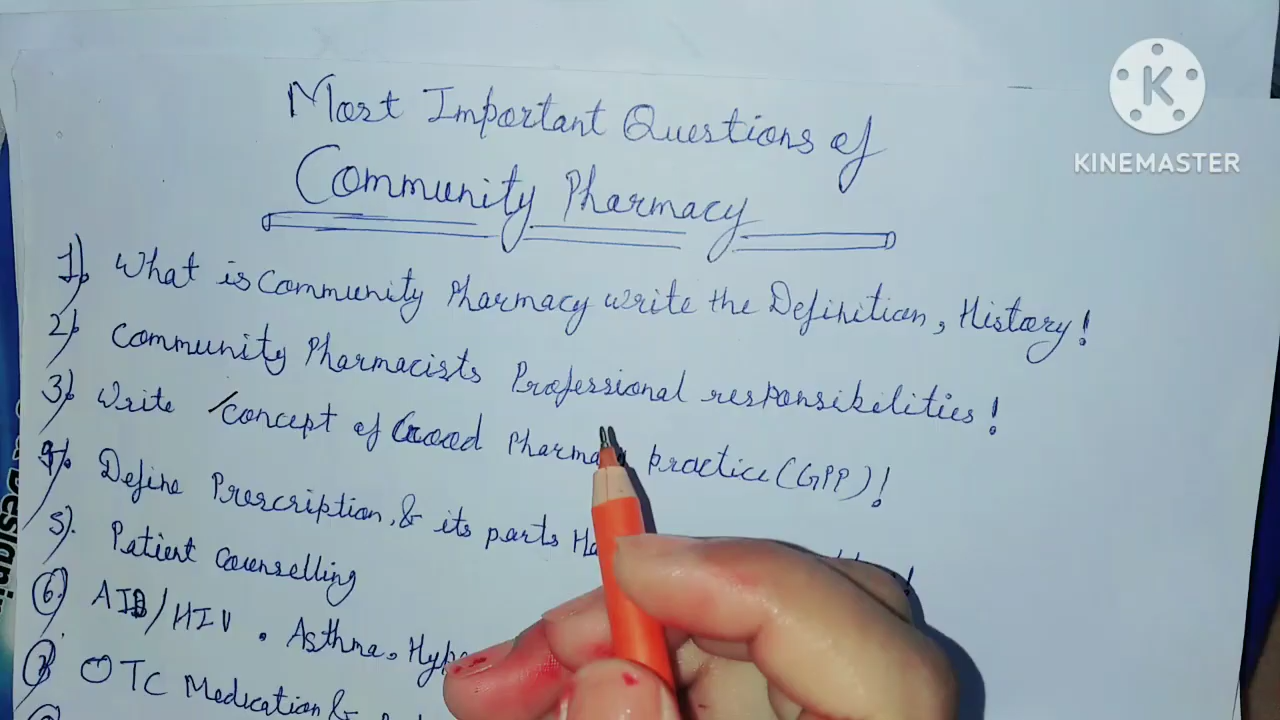 Most Important Questions of
Community Pharmacy
KINEMASTER
1) What is Community Pharmacy write the Definition, History!
2) Community Pharmacists Professional responsibilities!
3) Write concept of Good Pharmacy practice (GPP)!
4) Define Prescription, & its parts
5). Patient counselling
6) AIDS/HIV. Asthma,
7) OTC Medication &